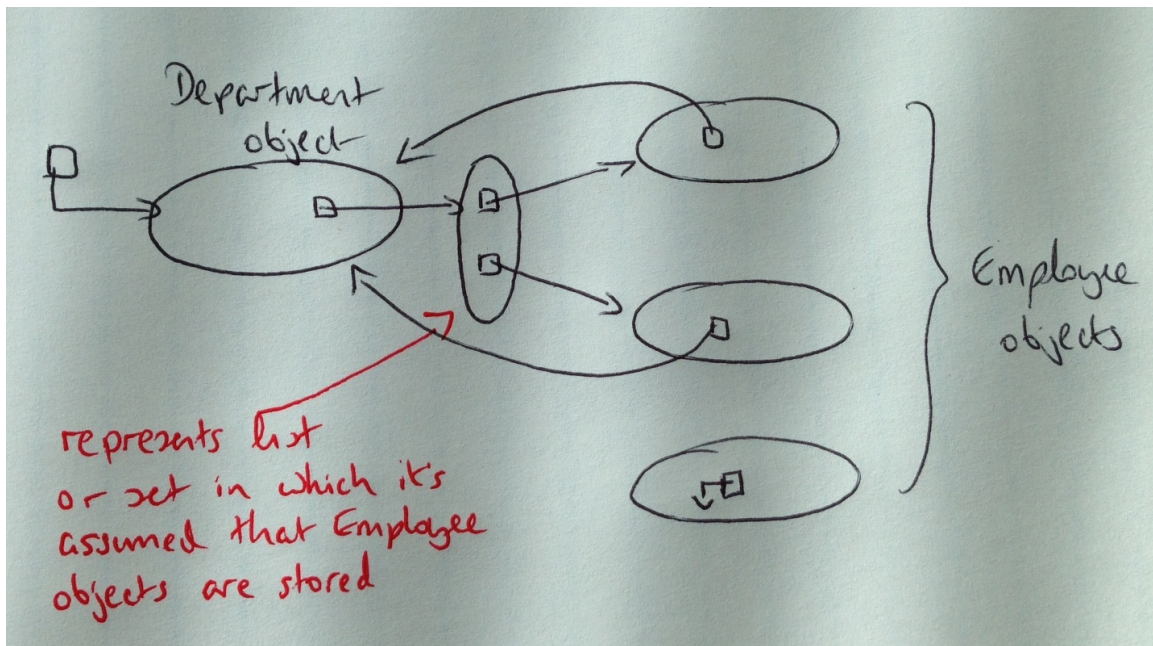 Department
object
Employee
objects
represents list
or set in which it's
assumed that Employee
objects are stored